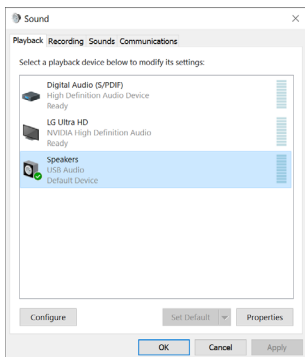 Sound
Playback Recording Sounds Communications
Select a playback device below to modify its settings:
Digital Audio (S/PDIF)
High Definition Audio Device
Ready
LG Ultra HD
NVIDIA High Definition Audio
Ready
Speakers
USB Audio
Default Device
Configure Set Default Properties
OK Cancel Apply